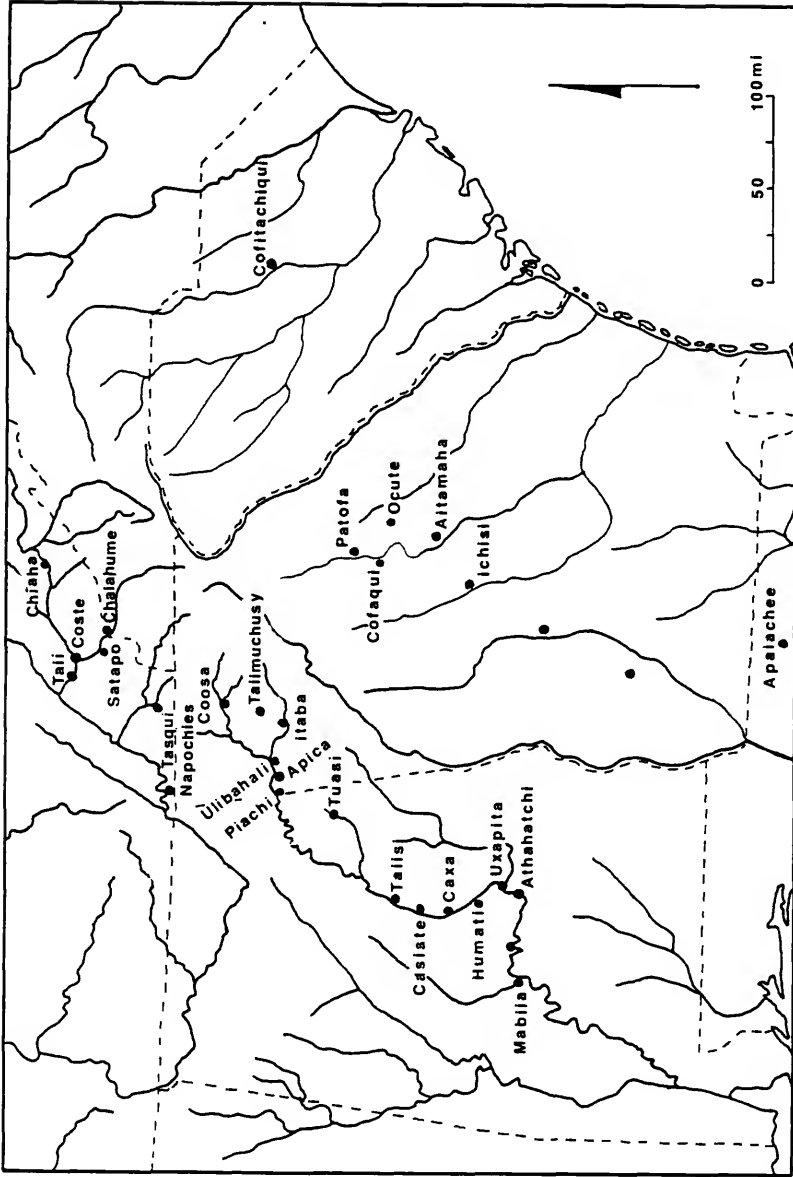 Chiaha
Tali
Coste
Chalahume
Satapo
Tasqui
Napochies
Coosa
Talimuchusy
Itaba
Ulibahali
Apica
Piachi
Tuasi
Talisi
Casiste
Caxa
Humati
Uxapita
Athahatchi
Mabila
Cofitachiqui
Patofa
Ocute
Cofaqui
Altamaha
Ichisi
Apalachee
0 50 100mi